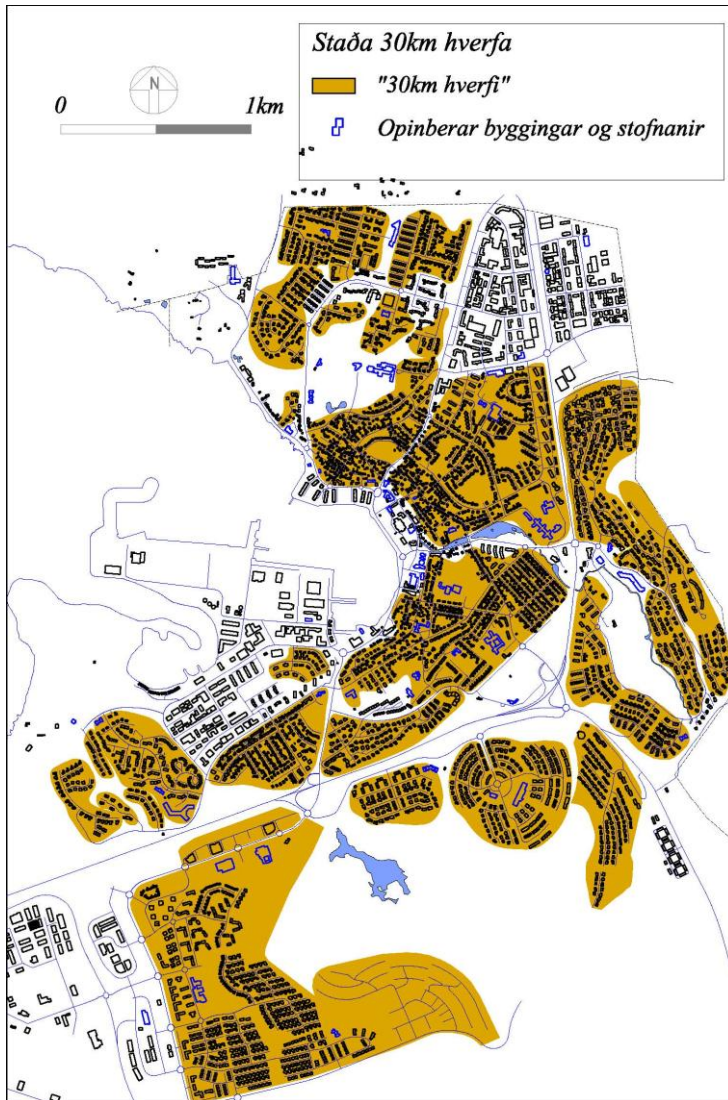 Staða 30km hverfa
"30km hverfi"
Opinberar byggingar og stofnanir
N
0 1km